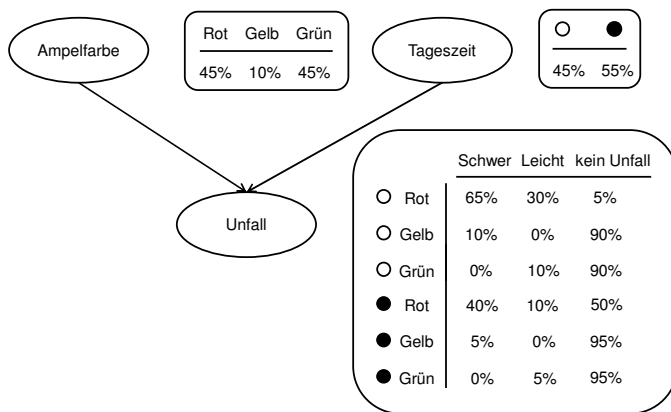 Ampelfarbe
Rot Gelb Grün
45% 10% 45%
Tageszeit
45% 55%
Unfall
Schwer Leicht kein Unfall
Rot 65% 30% 5%
Gelb 10% 0% 90%
Grün 0% 10% 90%
Rot 40% 10% 50%
Gelb 5% 0% 95%
Grün 0% 5% 95%